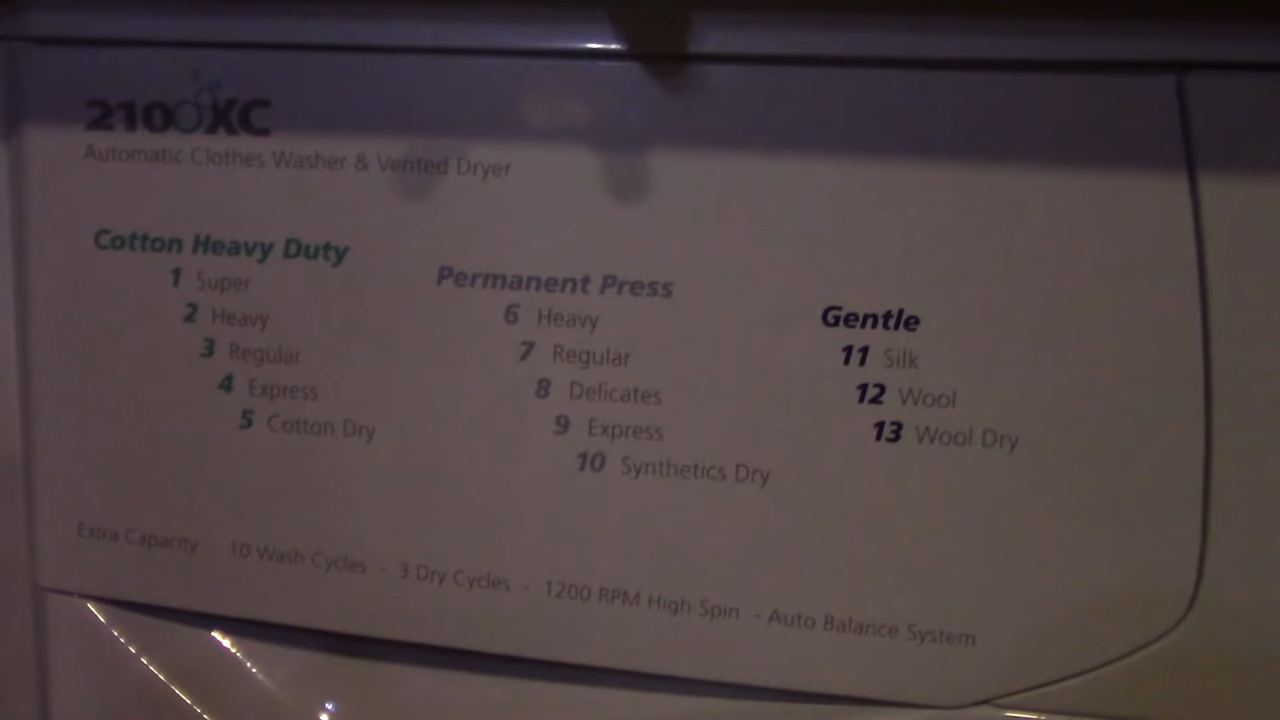 2100XC
Automatic Clothes Washer & Vented Dryer
Cotton Heavy Duty
1 Super
2 Heavy
3 Regular
4 Express
5 Cotton Dry
Permanent Press
6 Heavy
7 Regular
8 Delicates
9 Express
10 Synthetics Dry
Gentle
11 Silk
12 Wool
13 Wool Dry
Extra Capacity - 10 Wash Cycles - 3 Dry Cycles - 1200 RPM High Spin - Auto Balance System